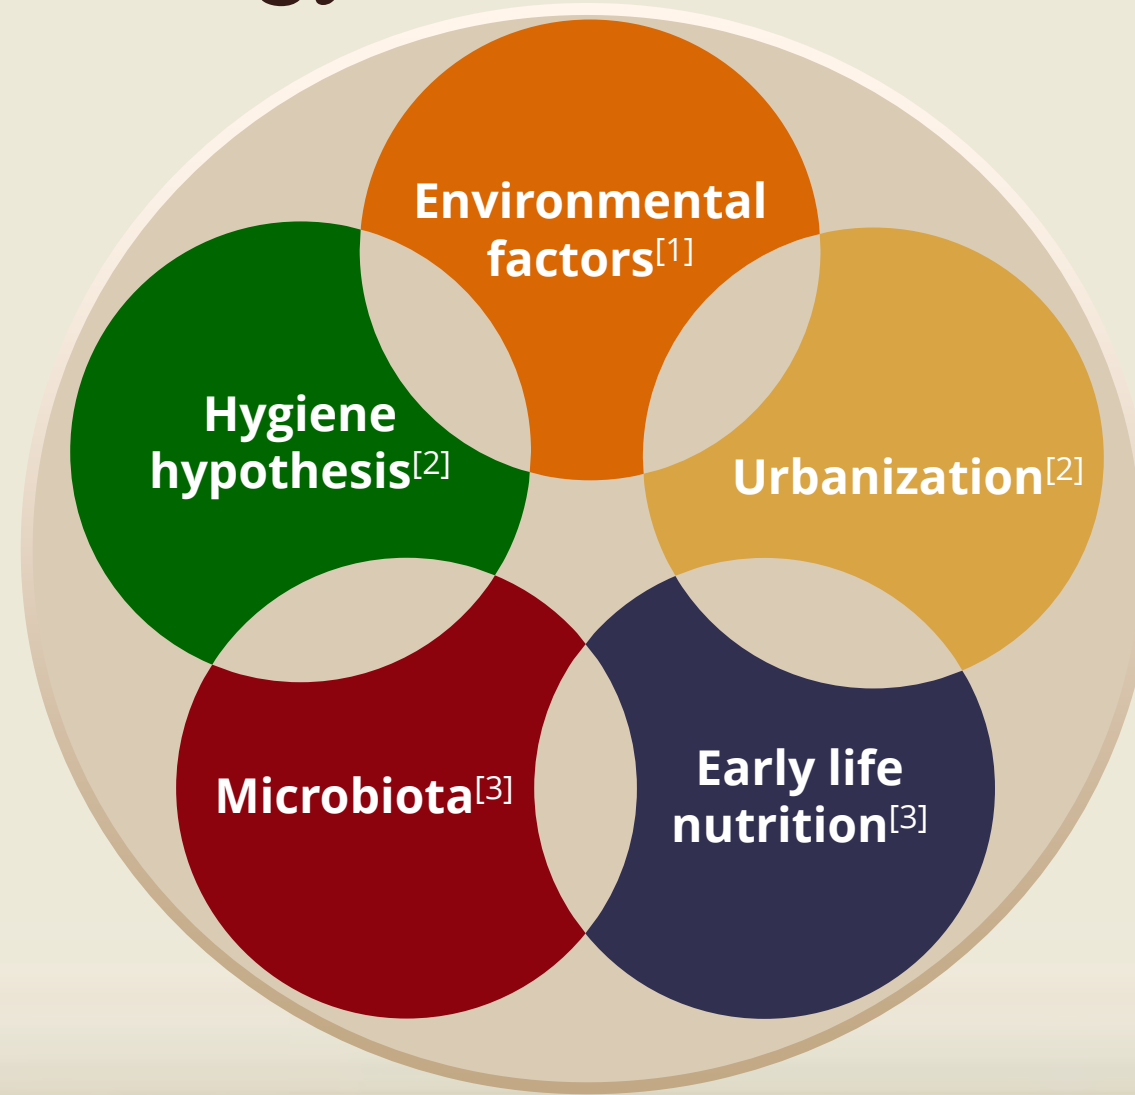 Environmental
factors[1]
Hygiene
hypothesis[2]
Urbanization[2]
Microbiota[3]
Early life
nutrition[3]